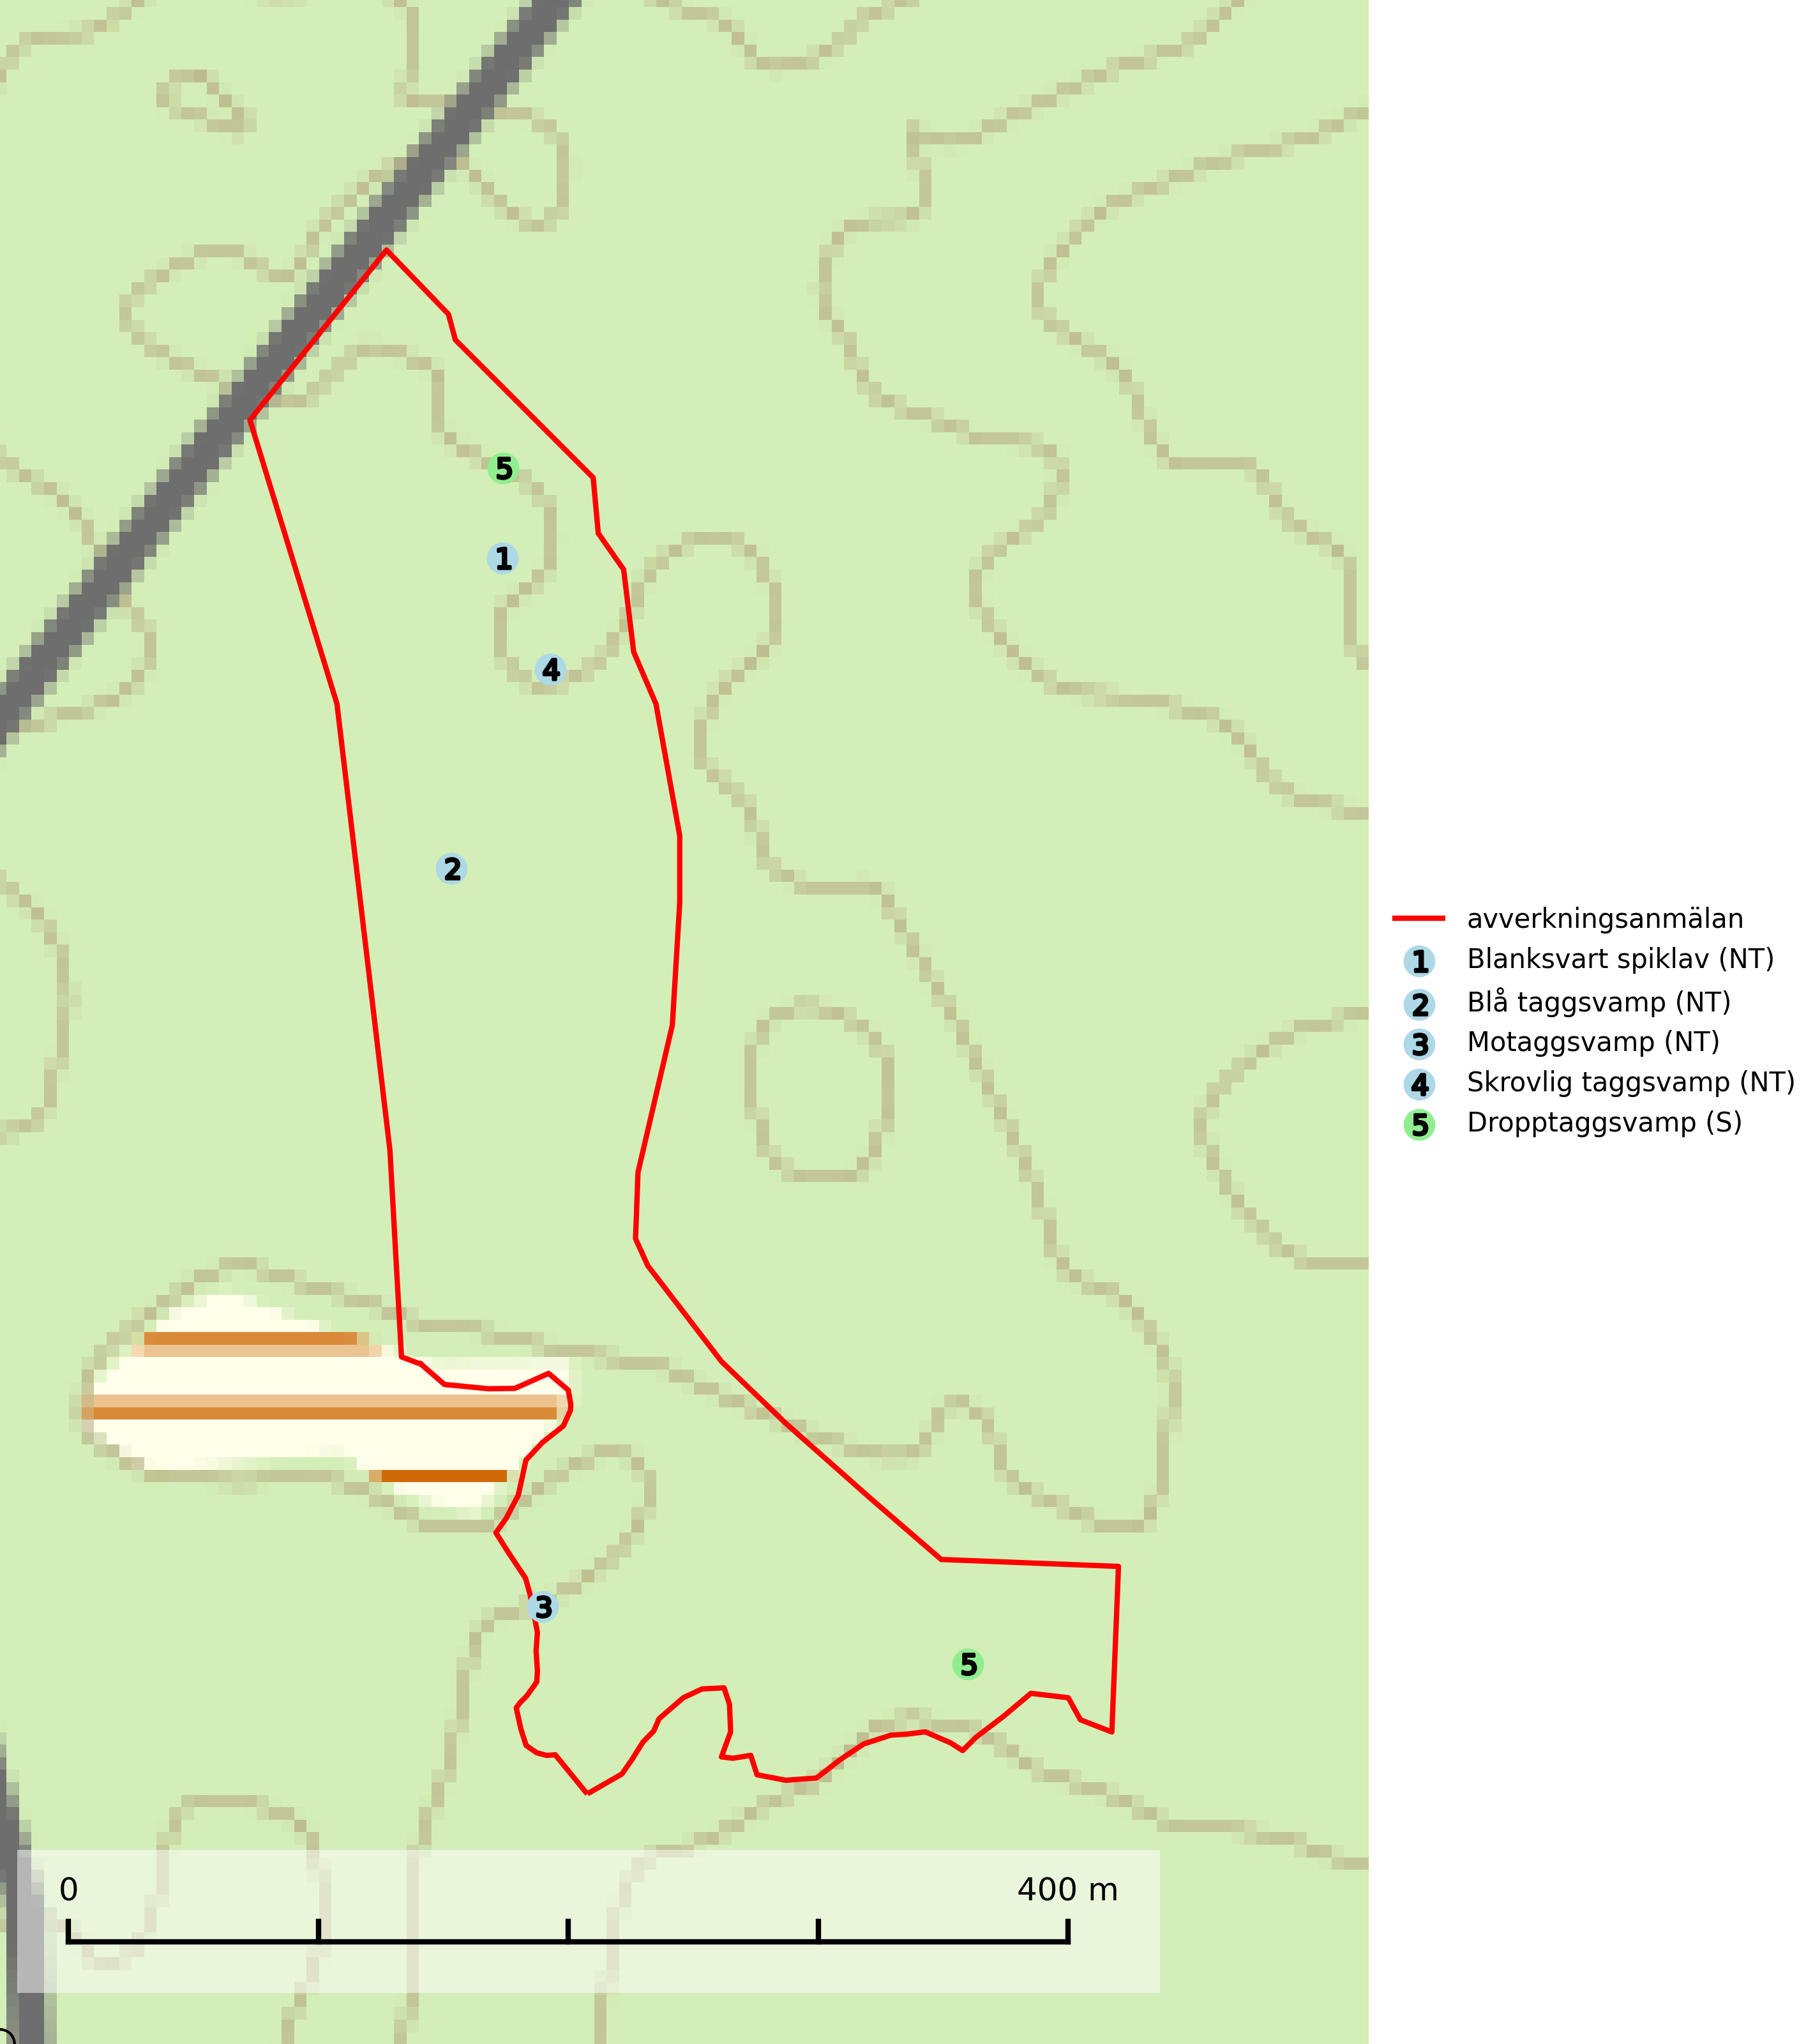 5
1
4
2
avverkningsanmälan
1 Blanksvart spiklav (NT)
2 Blå taggsvamp (NT)
3 Motaggsvamp (NT)
4 Skrovlig taggsvamp (NT)
5 Dropptaggsvamp (S)
3
5
0 400 m